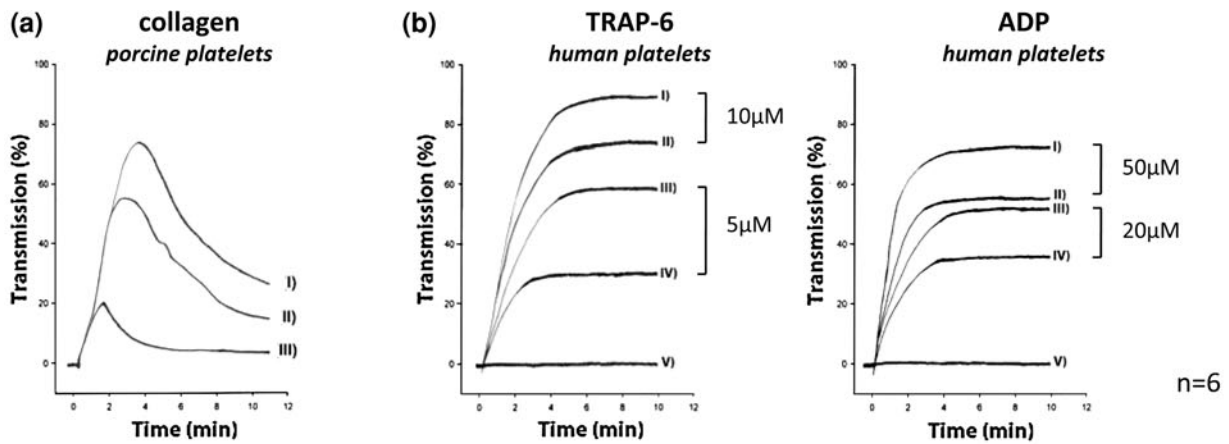 (a) collagen
porcine platelets
Transmission (%)
100
80
60
40
20
0
I)
II)
III)
0 2 4 6 8 10 12
Time (min)
(b) TRAP-6
human platelets
Transmission (%)
100
80
60
40
20
0
I)
II)
III)
IV)
V)
10µM
5µM
0 2 4 6 8 10 12
Time (min)
ADP
human platelets
Transmission (%)
100
80
60
40
20
0
I)
II)
III)
IV)
V)
50µM
20µM
0 2 4 6 8 10 12
Time (min)
n=6